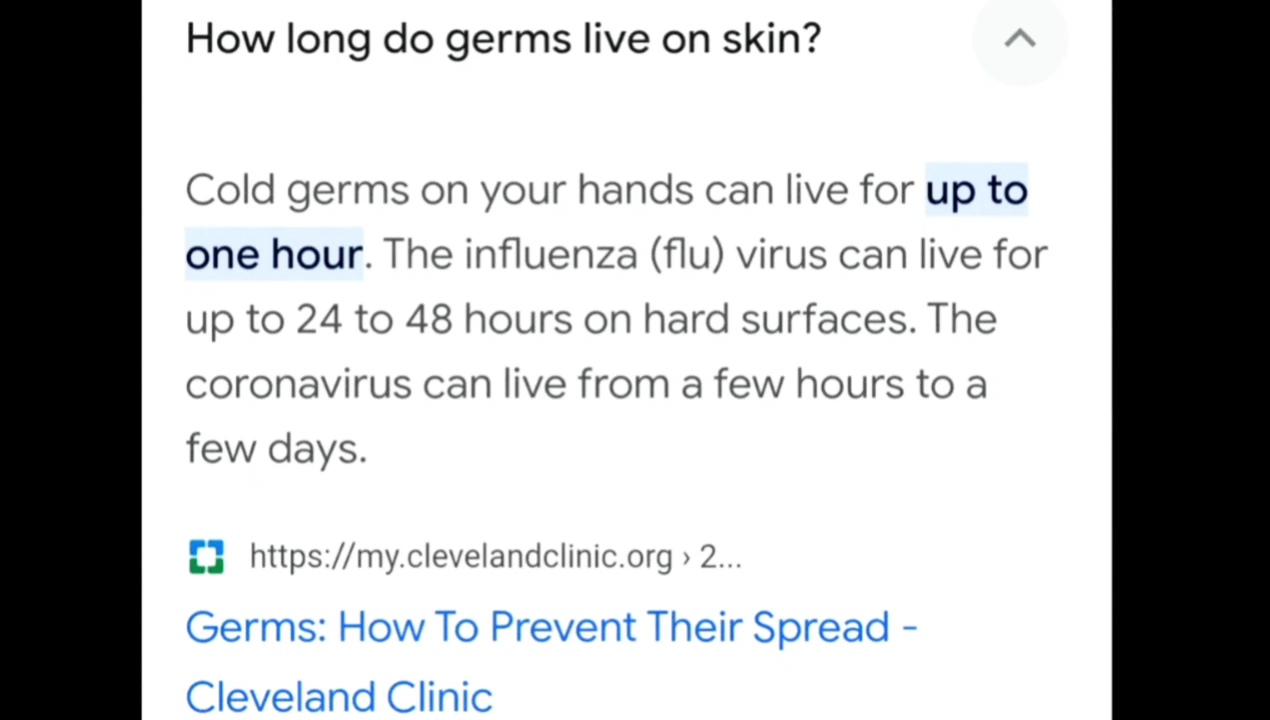 How long do germs live on skin?
Cold germs on your hands can live for up to
one hour. The influenza (flu) virus can live for
up to 24 to 48 hours on hard surfaces. The
coronavirus can live from a few hours to a
few days.
https://my.clevelandclinic.org › 2...
Germs: How To Prevent Their Spread -
Cleveland Clinic